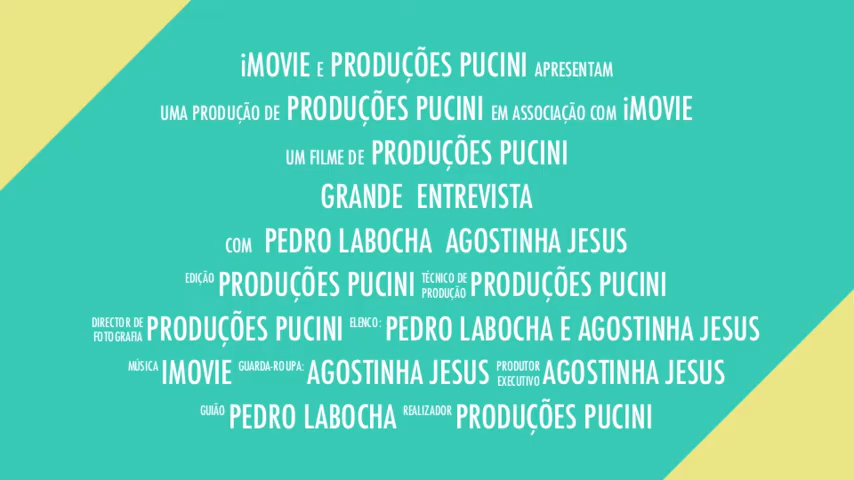 iMOVIE E PRODUÇÕES PUCINI APRESENTAM
UMA PRODUÇÃO DE PRODUÇÕES PUCINI EM ASSOCIAÇÃO COM iMOVIE
UM FILME DE PRODUÇÕES PUCINI
GRANDE ENTREVISTA
COM PEDRO LABOCHA AGOSTINHA JESUS
EDIÇÃO PRODUÇÕES PUCINI TÉCNICO DE PRODUÇÃO PRODUÇÕES PUCINI
DIRECTOR DE FOTOGRAFIA PRODUÇÕES PUCINI ELENCO: PEDRO LABOCHA E AGOSTINHA JESUS
MÚSICA IMOVIE GUARDA-ROUPA: AGOSTINHA JESUS PRODUTOR EXECUTIVO AGOSTINHA JESUS
GUIÃO PEDRO LABOCHA REALIZADOR PRODUÇÕES PUCINI